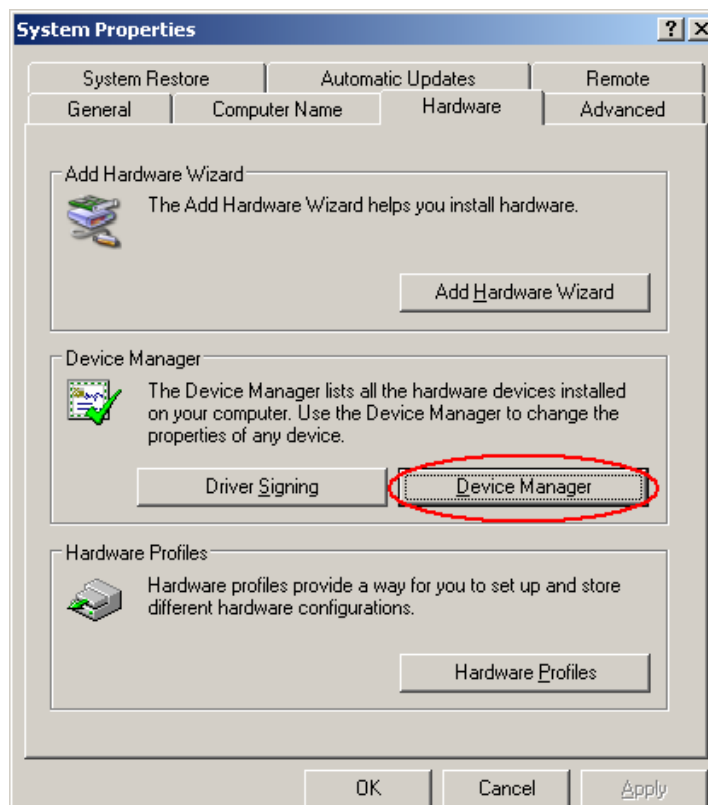 System Properties
System Restore Automatic Updates Remote
General Computer Name Hardware Advanced
Add Hardware Wizard
The Add Hardware Wizard helps you install hardware.
Add Hardware Wizard
Device Manager
The Device Manager lists all the hardware devices installed
on your computer. Use the Device Manager to change the
properties of any device.
Driver Signing Device Manager
Hardware Profiles
Hardware profiles provide a way for you to set up and store
different hardware configurations.
Hardware Profiles
OK Cancel Apply